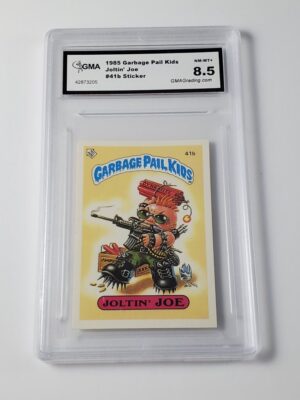 GMA
1985 Garbage Pail Kids
Joltin' Joe
#41b Sticker
NM-MT+
8.5
42873205
GMAGrading.com
41b
GARBAGE PAIL KIDS
JOLTIN' JOE